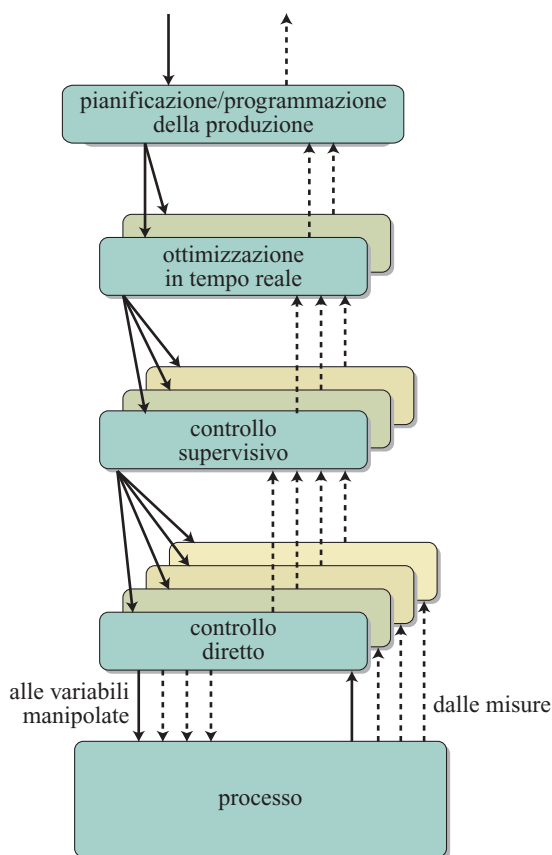 pianificazione/programmazione
della produzione
ottimizzazione
in tempo reale
controllo
supervisivo
controllo
diretto
alle variabili
manipolate
dalle misure
processo